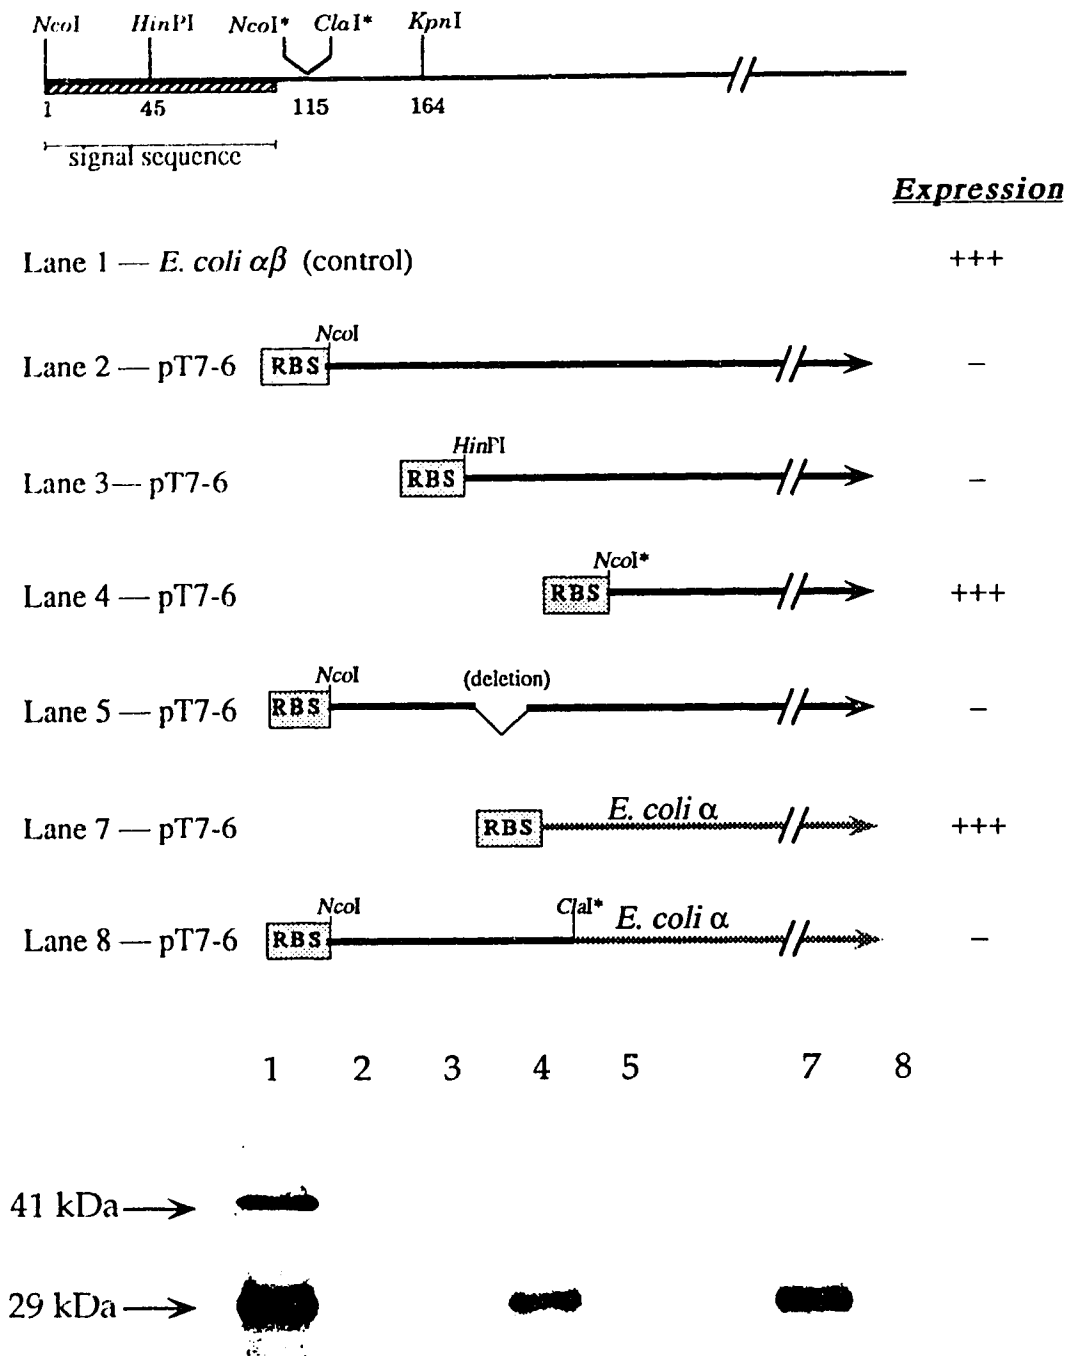 NcoI HinPI NcoI* ClaI* KpnI
1 45 115 164
signal sequence
Expression
Lane 1 — E. coli αβ (control) +++
NcoI
Lane 2 — pT7-6 RBS –
HinPI
Lane 3— pT7-6 RBS –
NcoI*
Lane 4 — pT7-6 RBS +++
NcoI (deletion)
Lane 5 — pT7-6 RBS –
Lane 7 — pT7-6 RBS E. coli α +++
NcoI ClaI* E. coli α
Lane 8 — pT7-6 RBS –
1 2 3 4 5 7 8
41 kDa
29 kDa